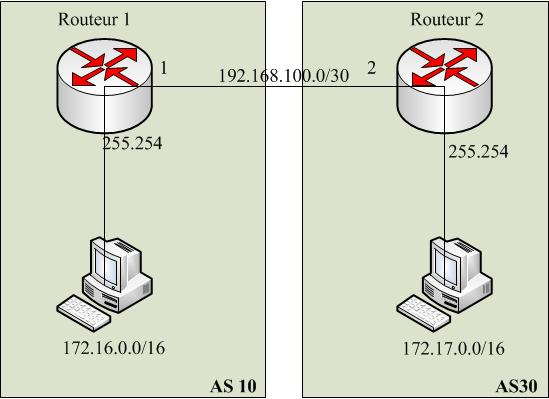 Routeur 1
Routeur 2
1
192.168.100.0/30
2
255.254
255.254
172.16.0.0/16
172.17.0.0/16
AS 10
AS30